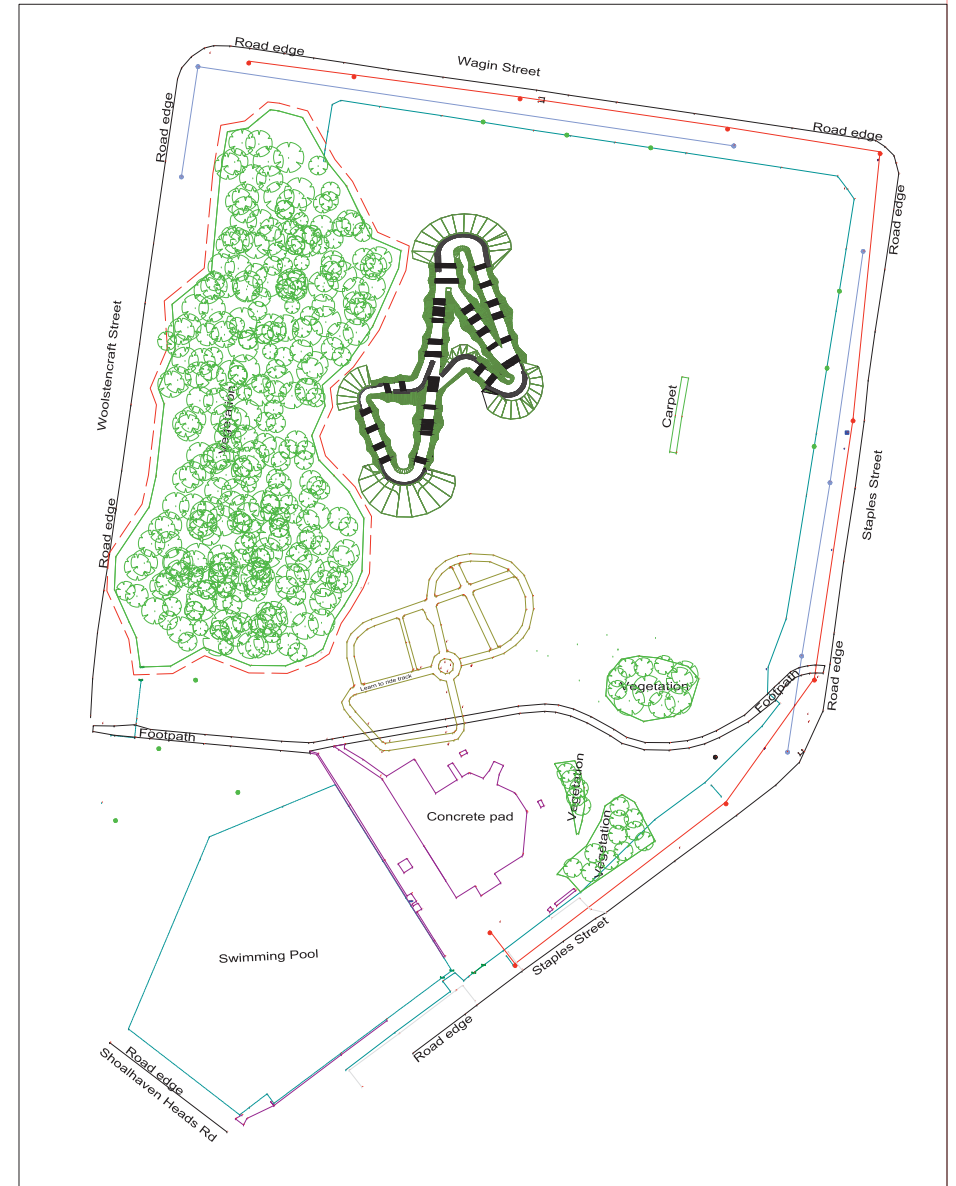 Road edge
Wagin Street
Road edge
Road edge
Road edge
Woolstencraft Street
Vegetation
Carpet
Staples Street
Road edge
Learn to ride track
Vegetation
Footpath
Road edge
Footpath
Vegetation
Concrete pad
Vegetation
Swimming Pool
Staples Street
Road edge
Road edge
Shoalhaven Heads Rd